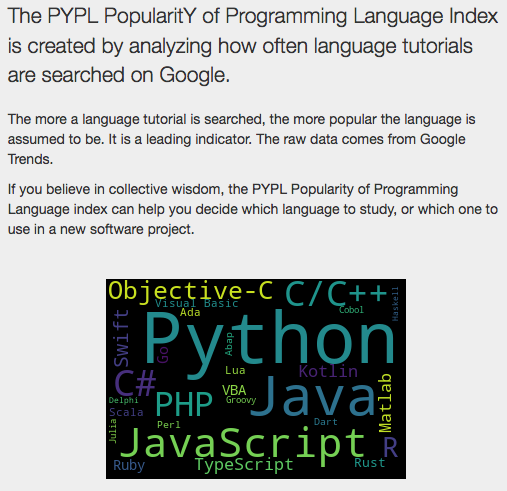 The PYPL PopularitY of Programming Language Index
is created by analyzing how often language tutorials
are searched on Google.
The more a language tutorial is searched, the more popular the language is
assumed to be. It is a leading indicator. The raw data comes from Google
Trends.
If you believe in collective wisdom, the PYPL Popularity of Programming
Language index can help you decide which language to study, or which one to
use in a new software project.
Objective-C
C/C++
Haskell
Visual Basic
Ada
Cobol
Swift
Python
Go
Abap
Lua
Kotlin
C#
VBA
Java
Matlab
Delphi
PHP
Groovy
Scala
Perl
Dart
Julia
JavaScript
R
Ruby
TypeScript
Rust